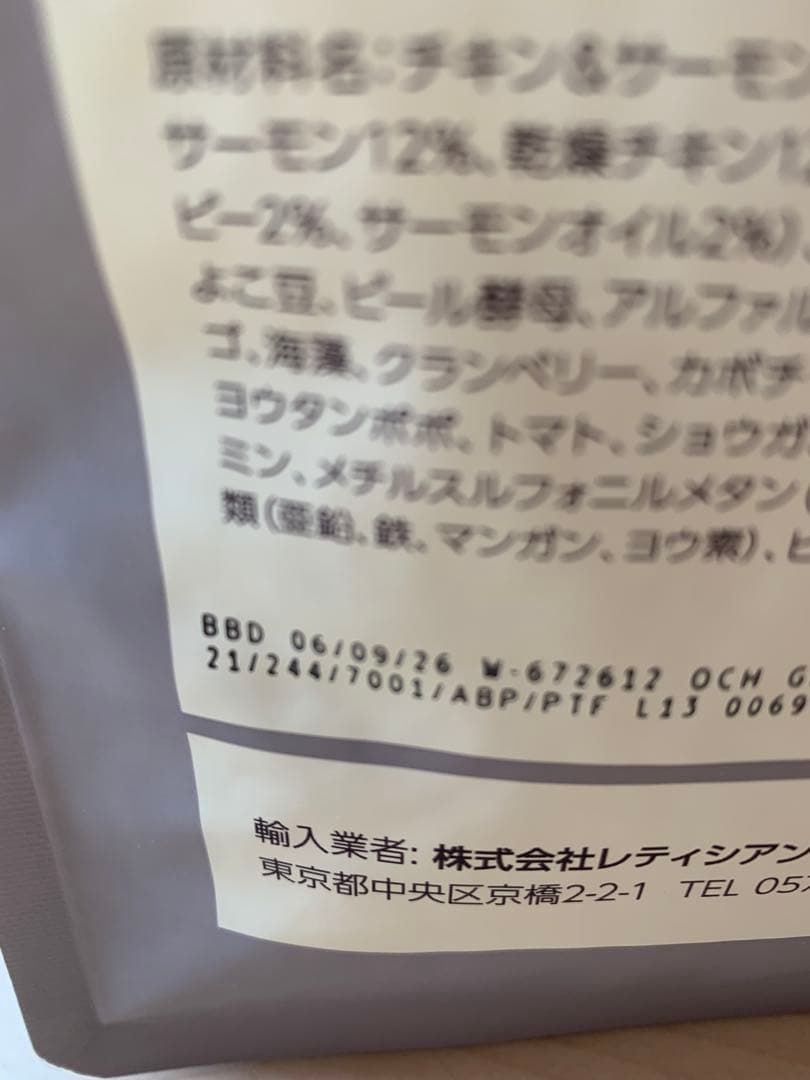 原材料名:チキン&サーモン
サーモン12%、乾燥チキン12
ビー2%、サーモンオイル2%)、
よこ豆、ビール酵母、アルファル
ゴ、海藻、クランベリー、カボチ
ヨウタンポポ、トマト、ショウガ、
ミン、メチルスルフォニルメタン(
類(亜鉛、鉄、マンガン、ヨウ素)、ビ
BBD 06/09/26 W-672612 OCH G
21/244/7001/ABP/PTF L13 0069
輸入業者: 株式会社レティシアン
東京都中央区京橋2-2-1 TEL 057